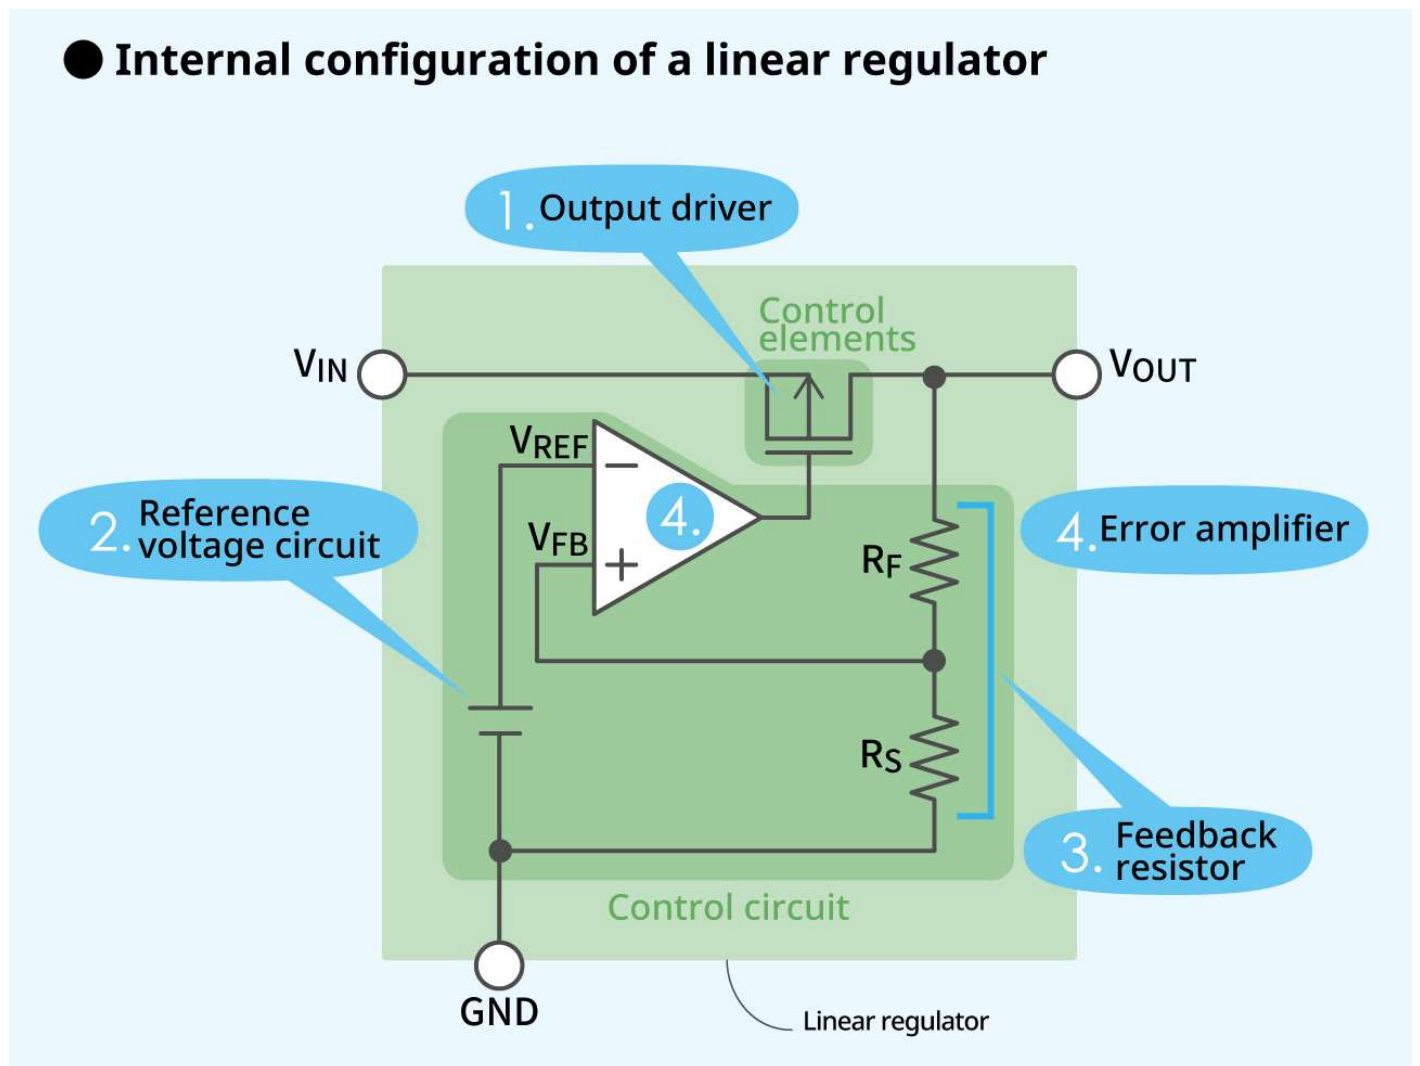 ● Internal configuration of a linear regulator
1. Output driver
Control
elements
VIN
VOUT
VREF
−
4.
2. Reference
voltage circuit
VFB
+
RF
4. Error amplifier
RS
3. Feedback
resistor
Control circuit
GND
Linear regulator